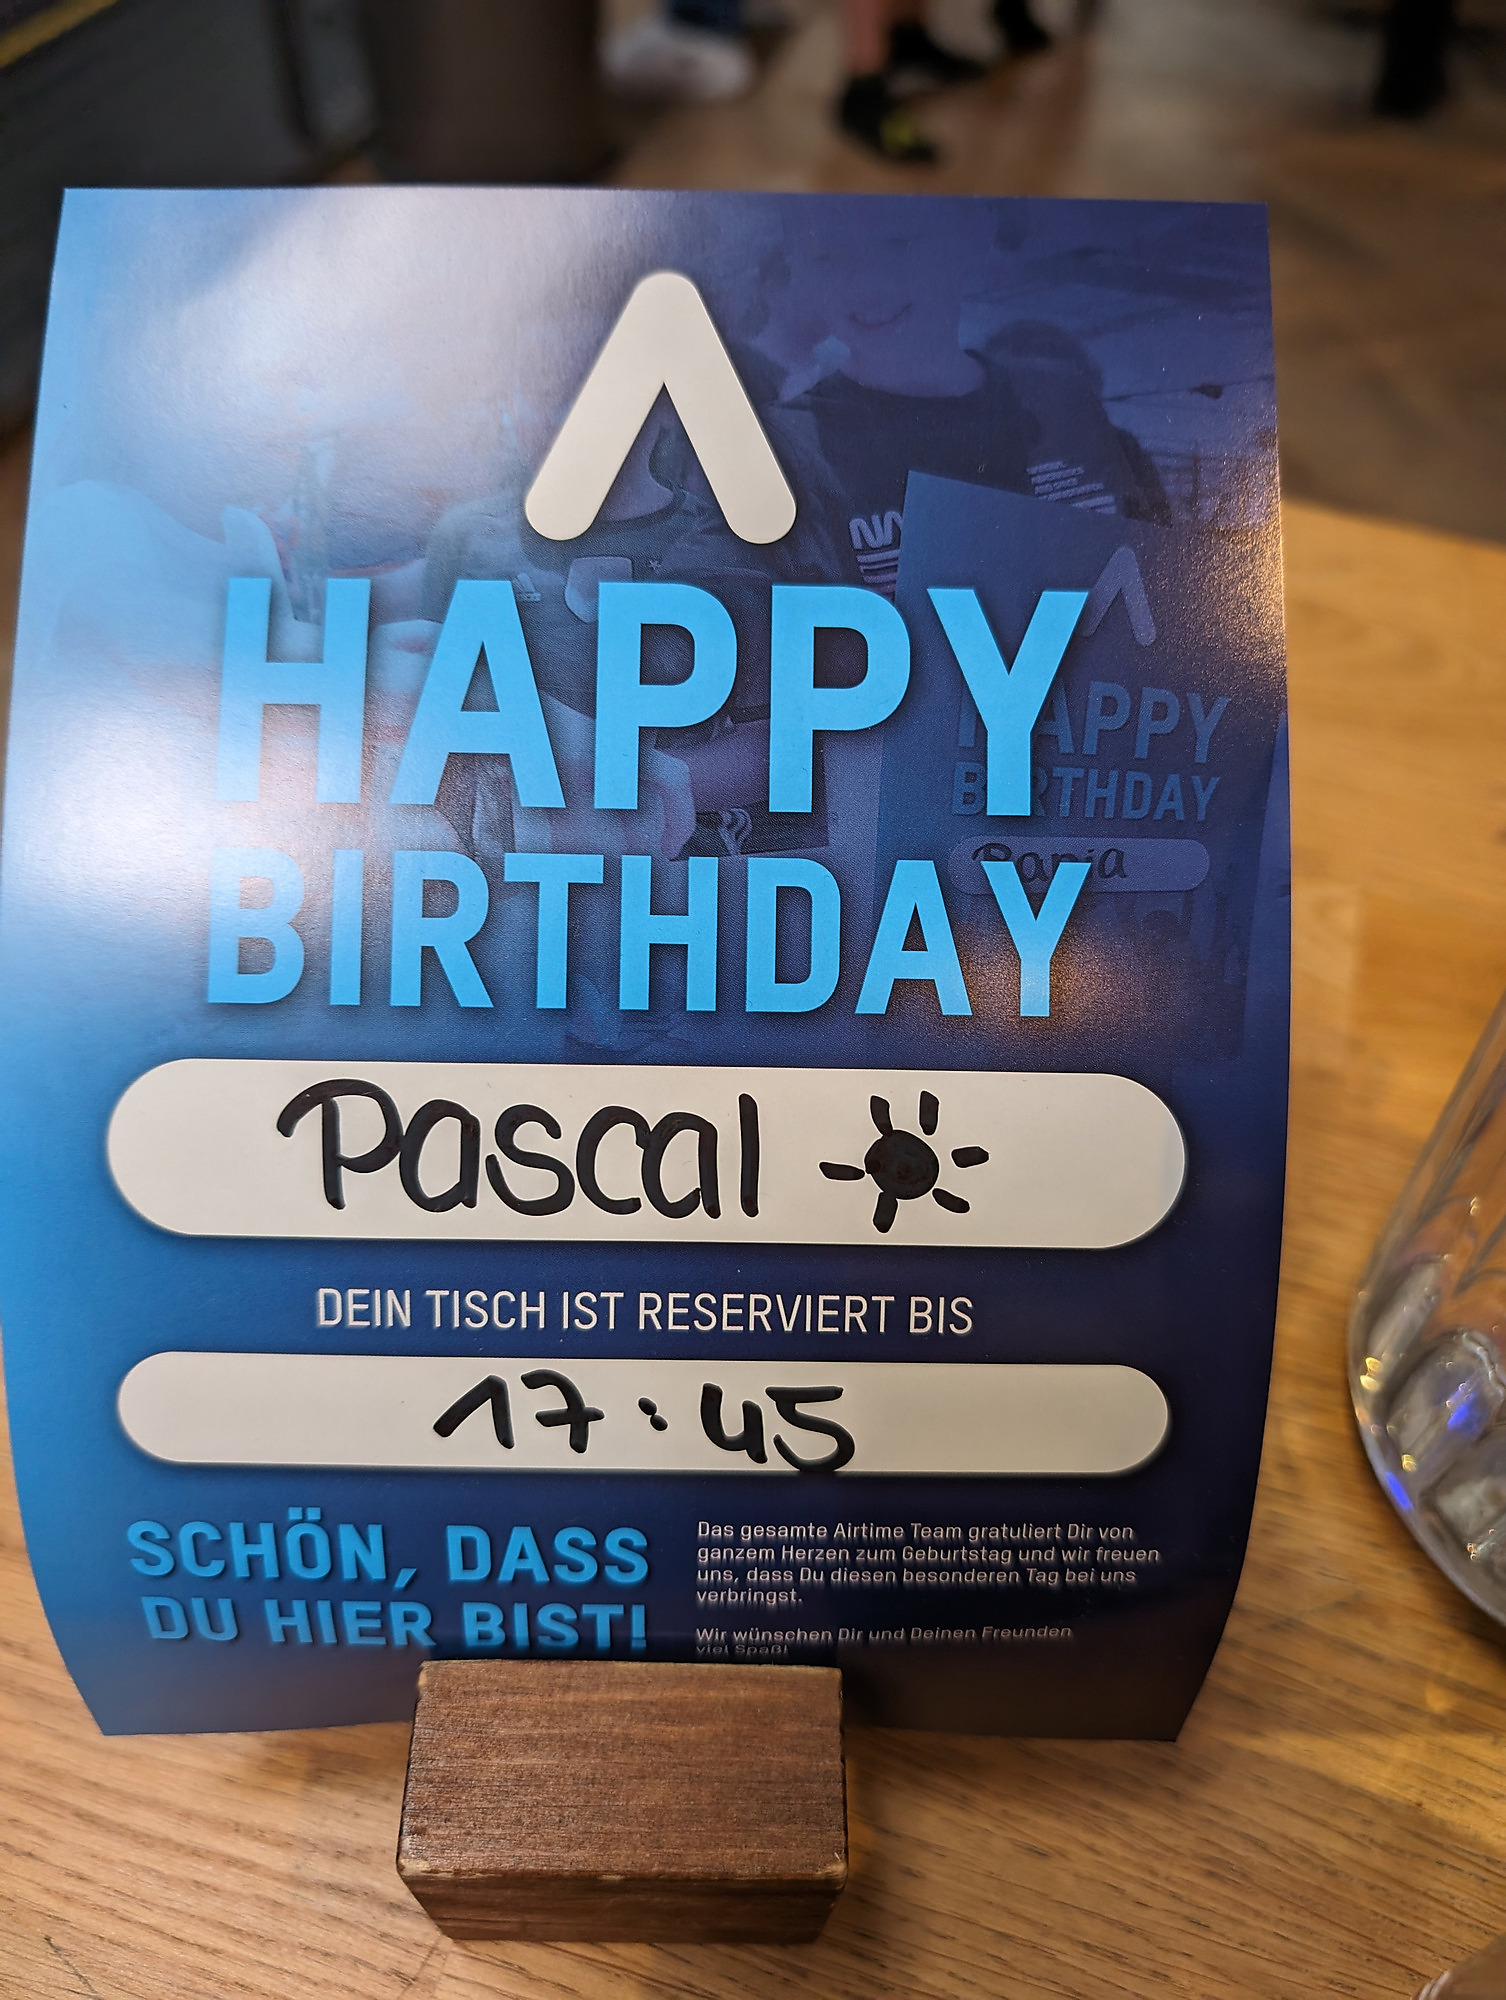 HAPPY
BIRTHDAY
Pascal
DEIN TISCH IST RESERVIERT BIS
17:45
SCHÖN, DASS
DU HIER BIST!
Das gesamte Airtime Team gratuliert Dir von
ganzem Herzen zum Geburtstag und wir freuen
uns, dass Du diesen besonderen Tag bei uns
verbringst.
Wir wünschen Dir und Deinen Freunden
viel Spaß!
HAPPY
BIRTHDAY